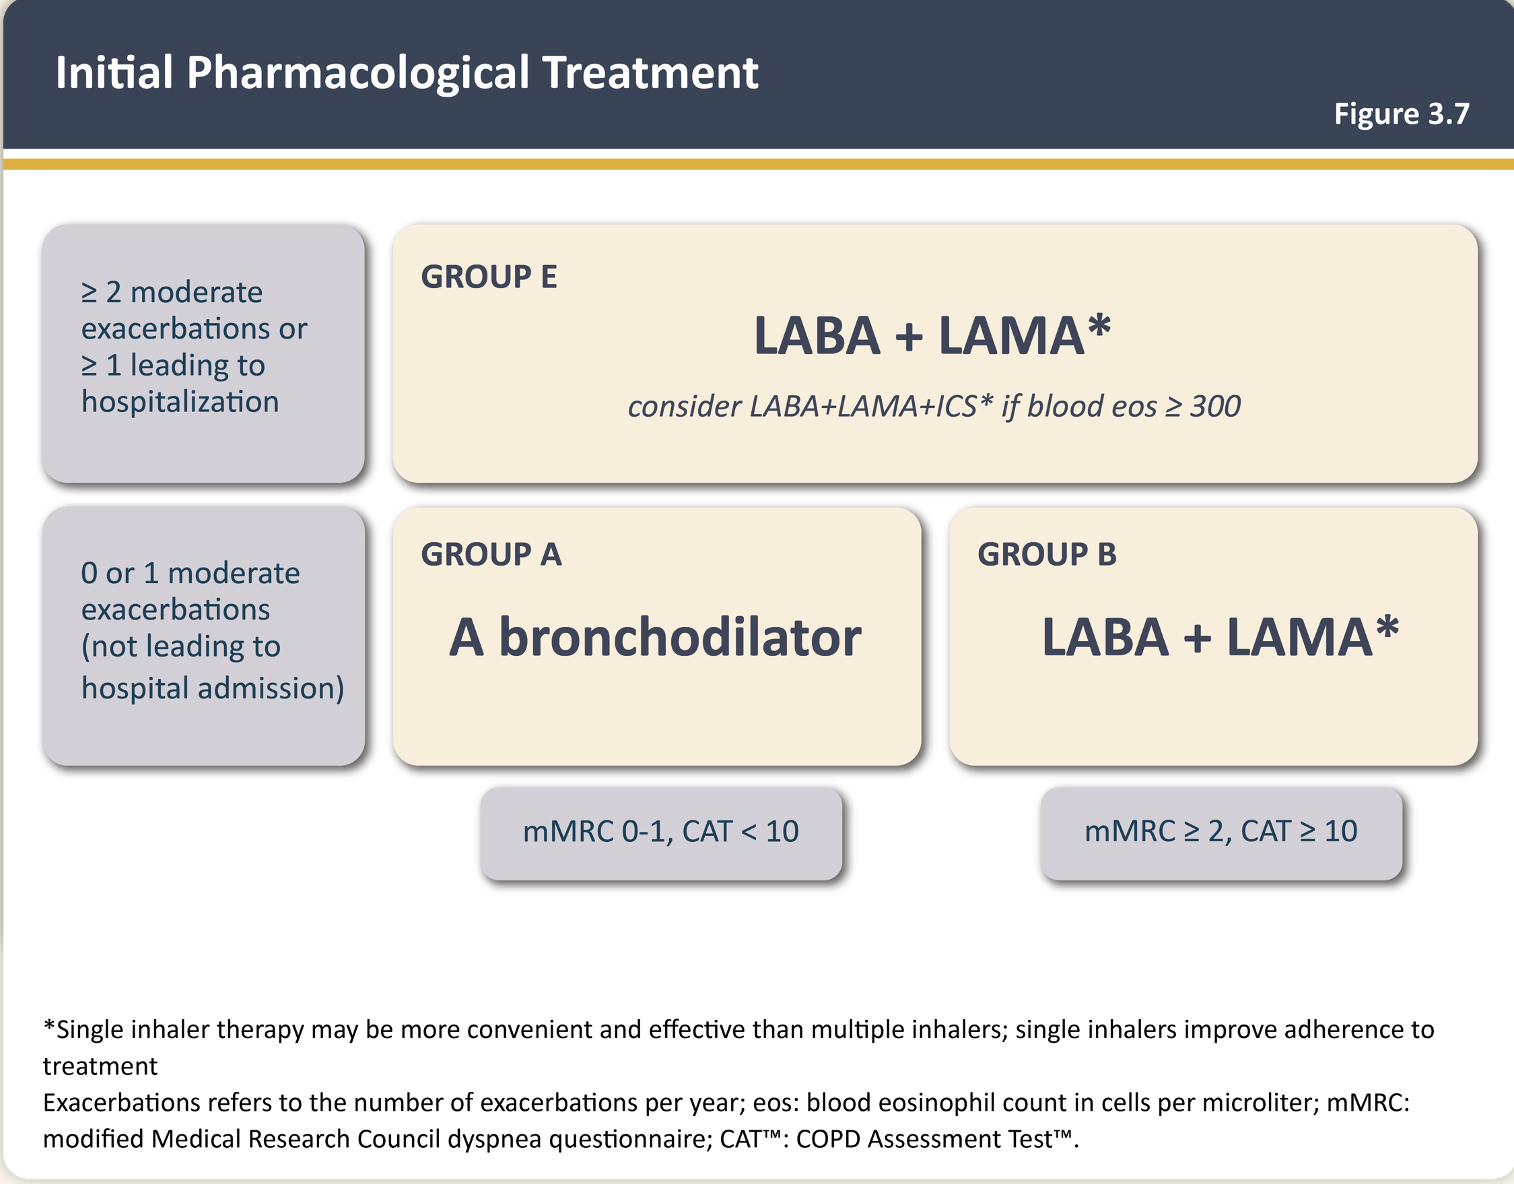 Initial Pharmacological Treatment
Figure 3.7
≥ 2 moderate
exacerbations or
≥ 1 leading to
hospitalization
GROUP E
LABA + LAMA*
consider LABA+LAMA+ICS* if blood eos ≥ 300
0 or 1 moderate
exacerbations
(not leading to
hospital admission)
GROUP A
A bronchodilator
GROUP B
LABA + LAMA*
mMRC 0-1, CAT < 10
mMRC ≥ 2, CAT ≥ 10
*Single inhaler therapy may be more convenient and effective than multiple inhalers; single inhalers improve adherence to
treatment
Exacerbations refers to the number of exacerbations per year; eos: blood eosinophil count in cells per microliter; mMRC:
modified Medical Research Council dyspnea questionnaire; CAT™: COPD Assessment Test™.